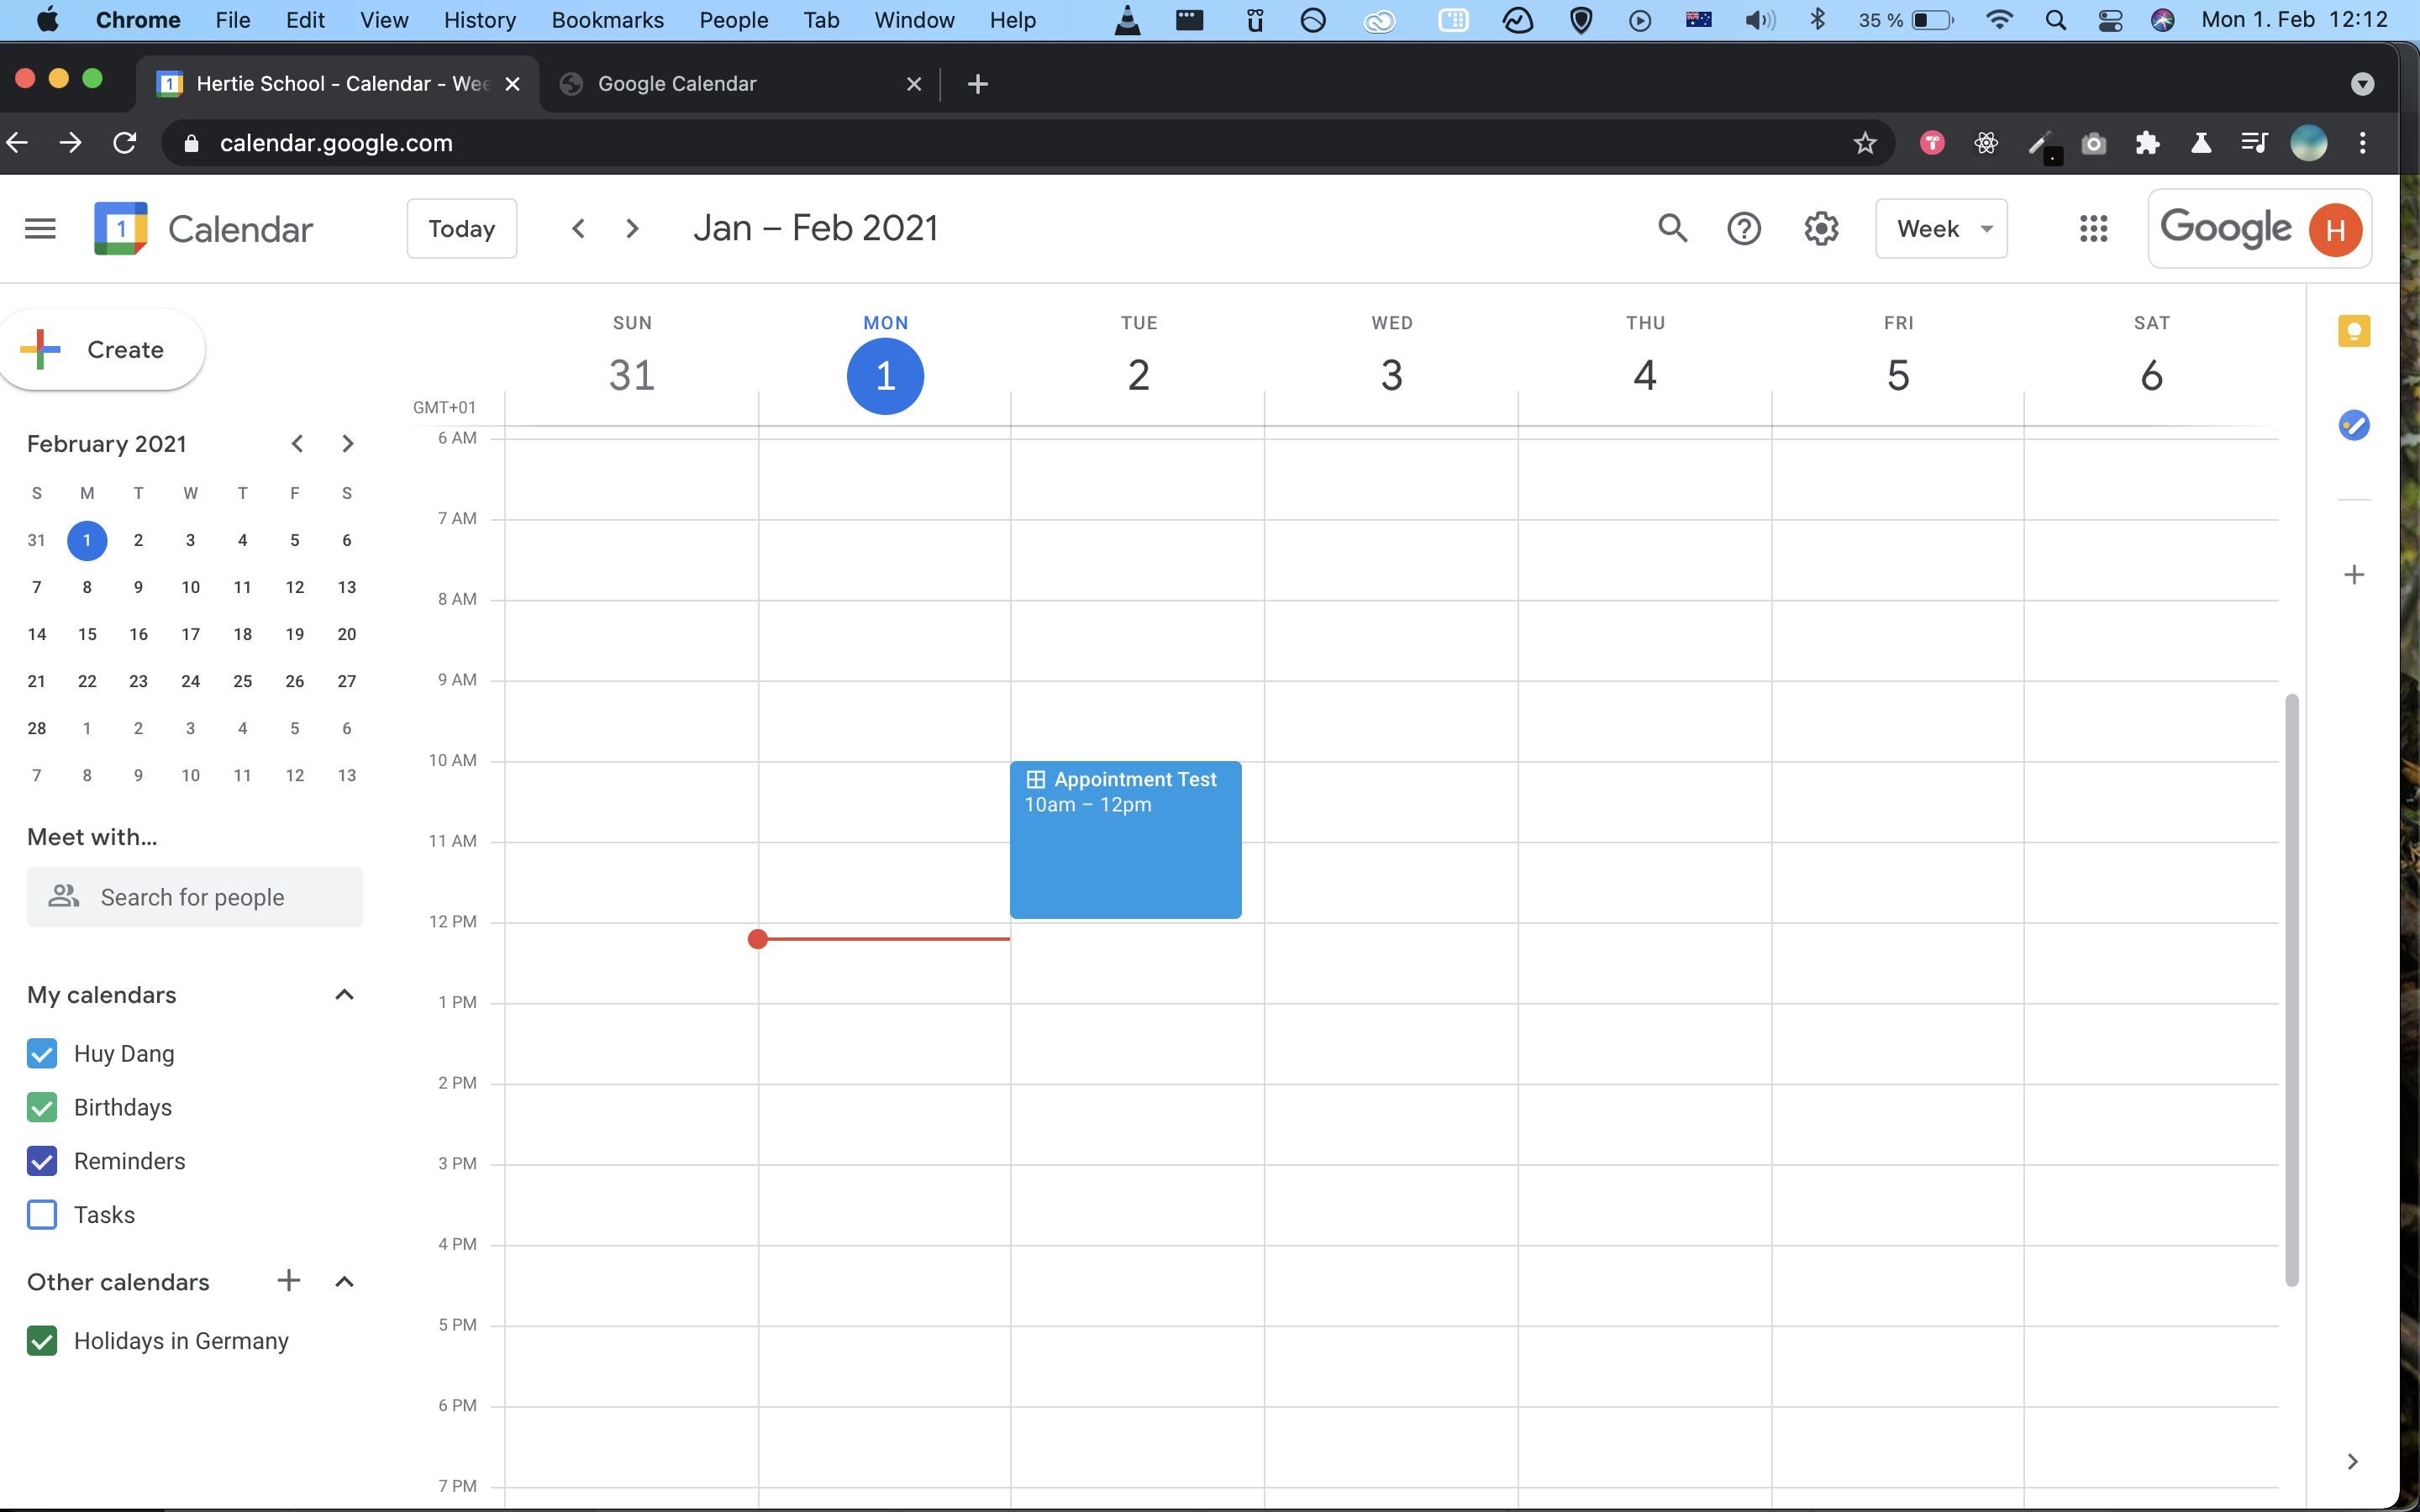 Chrome File Edit View History Bookmarks People Tab Window Help 35 % Mon 1. Feb 12:12
Hertie School - Calendar - Wee Google Calendar
calendar.google.com
1 Calendar Today Jan – Feb 2021 Week Google H
Create
SUN MON TUE WED THU FRI SAT
31 1 2 3 4 5 6
GMT+01
February 2021
S M T W T F S
31 1 2 3 4 5 6
7 8 9 10 11 12 13
14 15 16 17 18 19 20
21 22 23 24 25 26 27
28 1 2 3 4 5 6
7 8 9 10 11 12 13
Meet with...
Search for people
My calendars
Huy Dang
Birthdays
Reminders
Tasks
Other calendars
Holidays in Germany
6 AM
7 AM
8 AM
9 AM
10 AM
11 AM
12 PM
1 PM
2 PM
3 PM
4 PM
5 PM
6 PM
7 PM
Appointment Test
10am – 12pm